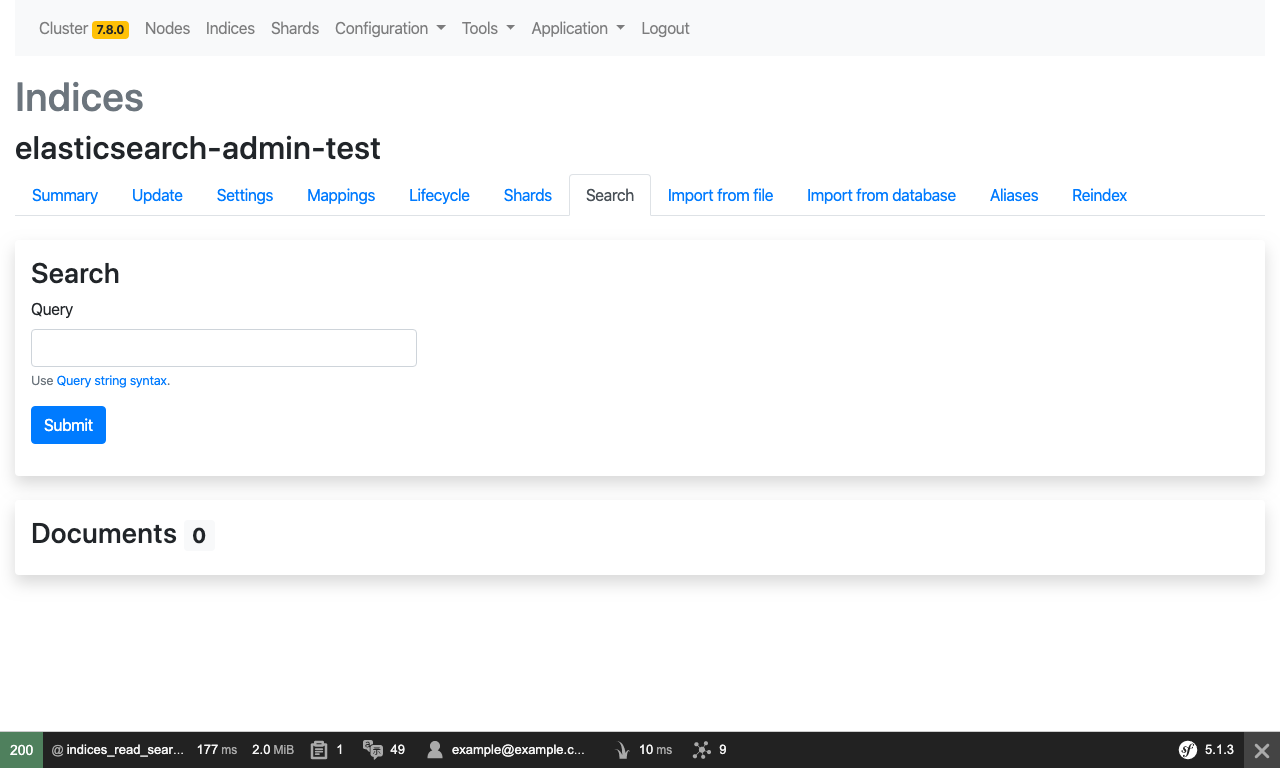 Cluster 7.8.0 Nodes Indices Shards Configuration Tools Application Logout
Indices
elasticsearch-admin-test
Summary Update Settings Mappings Lifecycle Shards Search Import from file Import from database Aliases Reindex
Search
Query
Use Query string syntax.
Submit
Documents 0
200 @ indices_read_sear... 177 ms 2.0 MiB 1 49 example@example.c... 10 ms 9 5.1.3